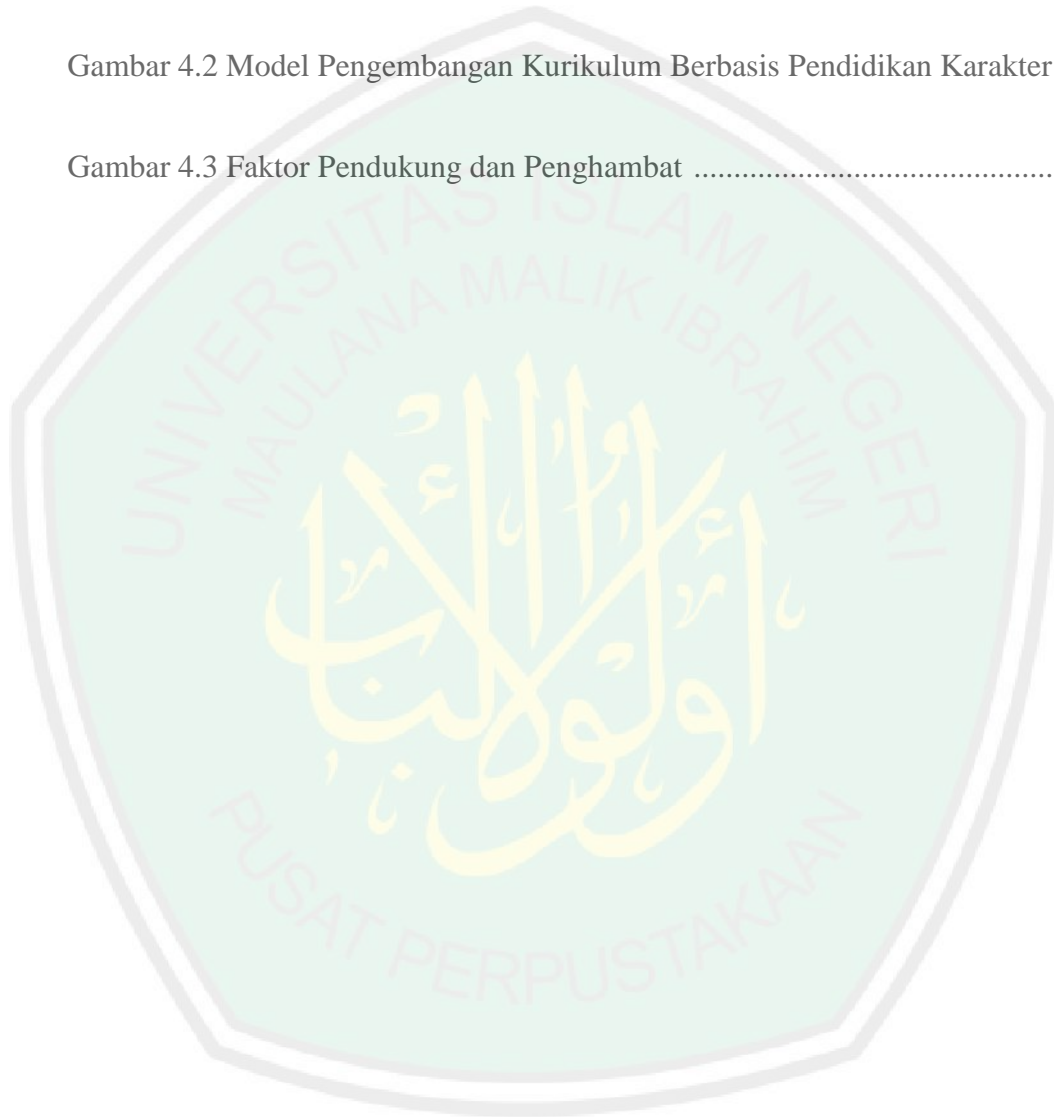 Gambar 4.2 Model Pengembangan Kurikulum Berbasis Pendidikan Karakter
Gambar 4.3 Faktor Pendukung dan Penghambat .............................................
UNIVERSITAS ISLAM NEGERI
MAULANA MALIK IBRAHIM
أولوا الألباب
PUSAT PERPUSTAKAAN